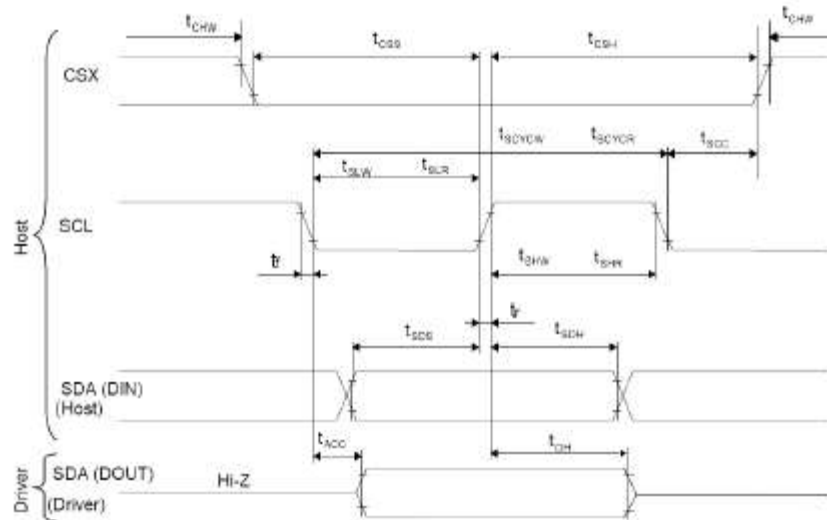 tCHW tCHW
tCSS tCSH
CSX
tSCYCW tSCYCR tSCC
tSLW tSLR
SCL
Host
tf tSHW tSHR
tr
tSDS tSDH
SDA (DIN)
(Host)
tACC tOH
SDA (DOUT) Hi-Z
(Driver)
Driver